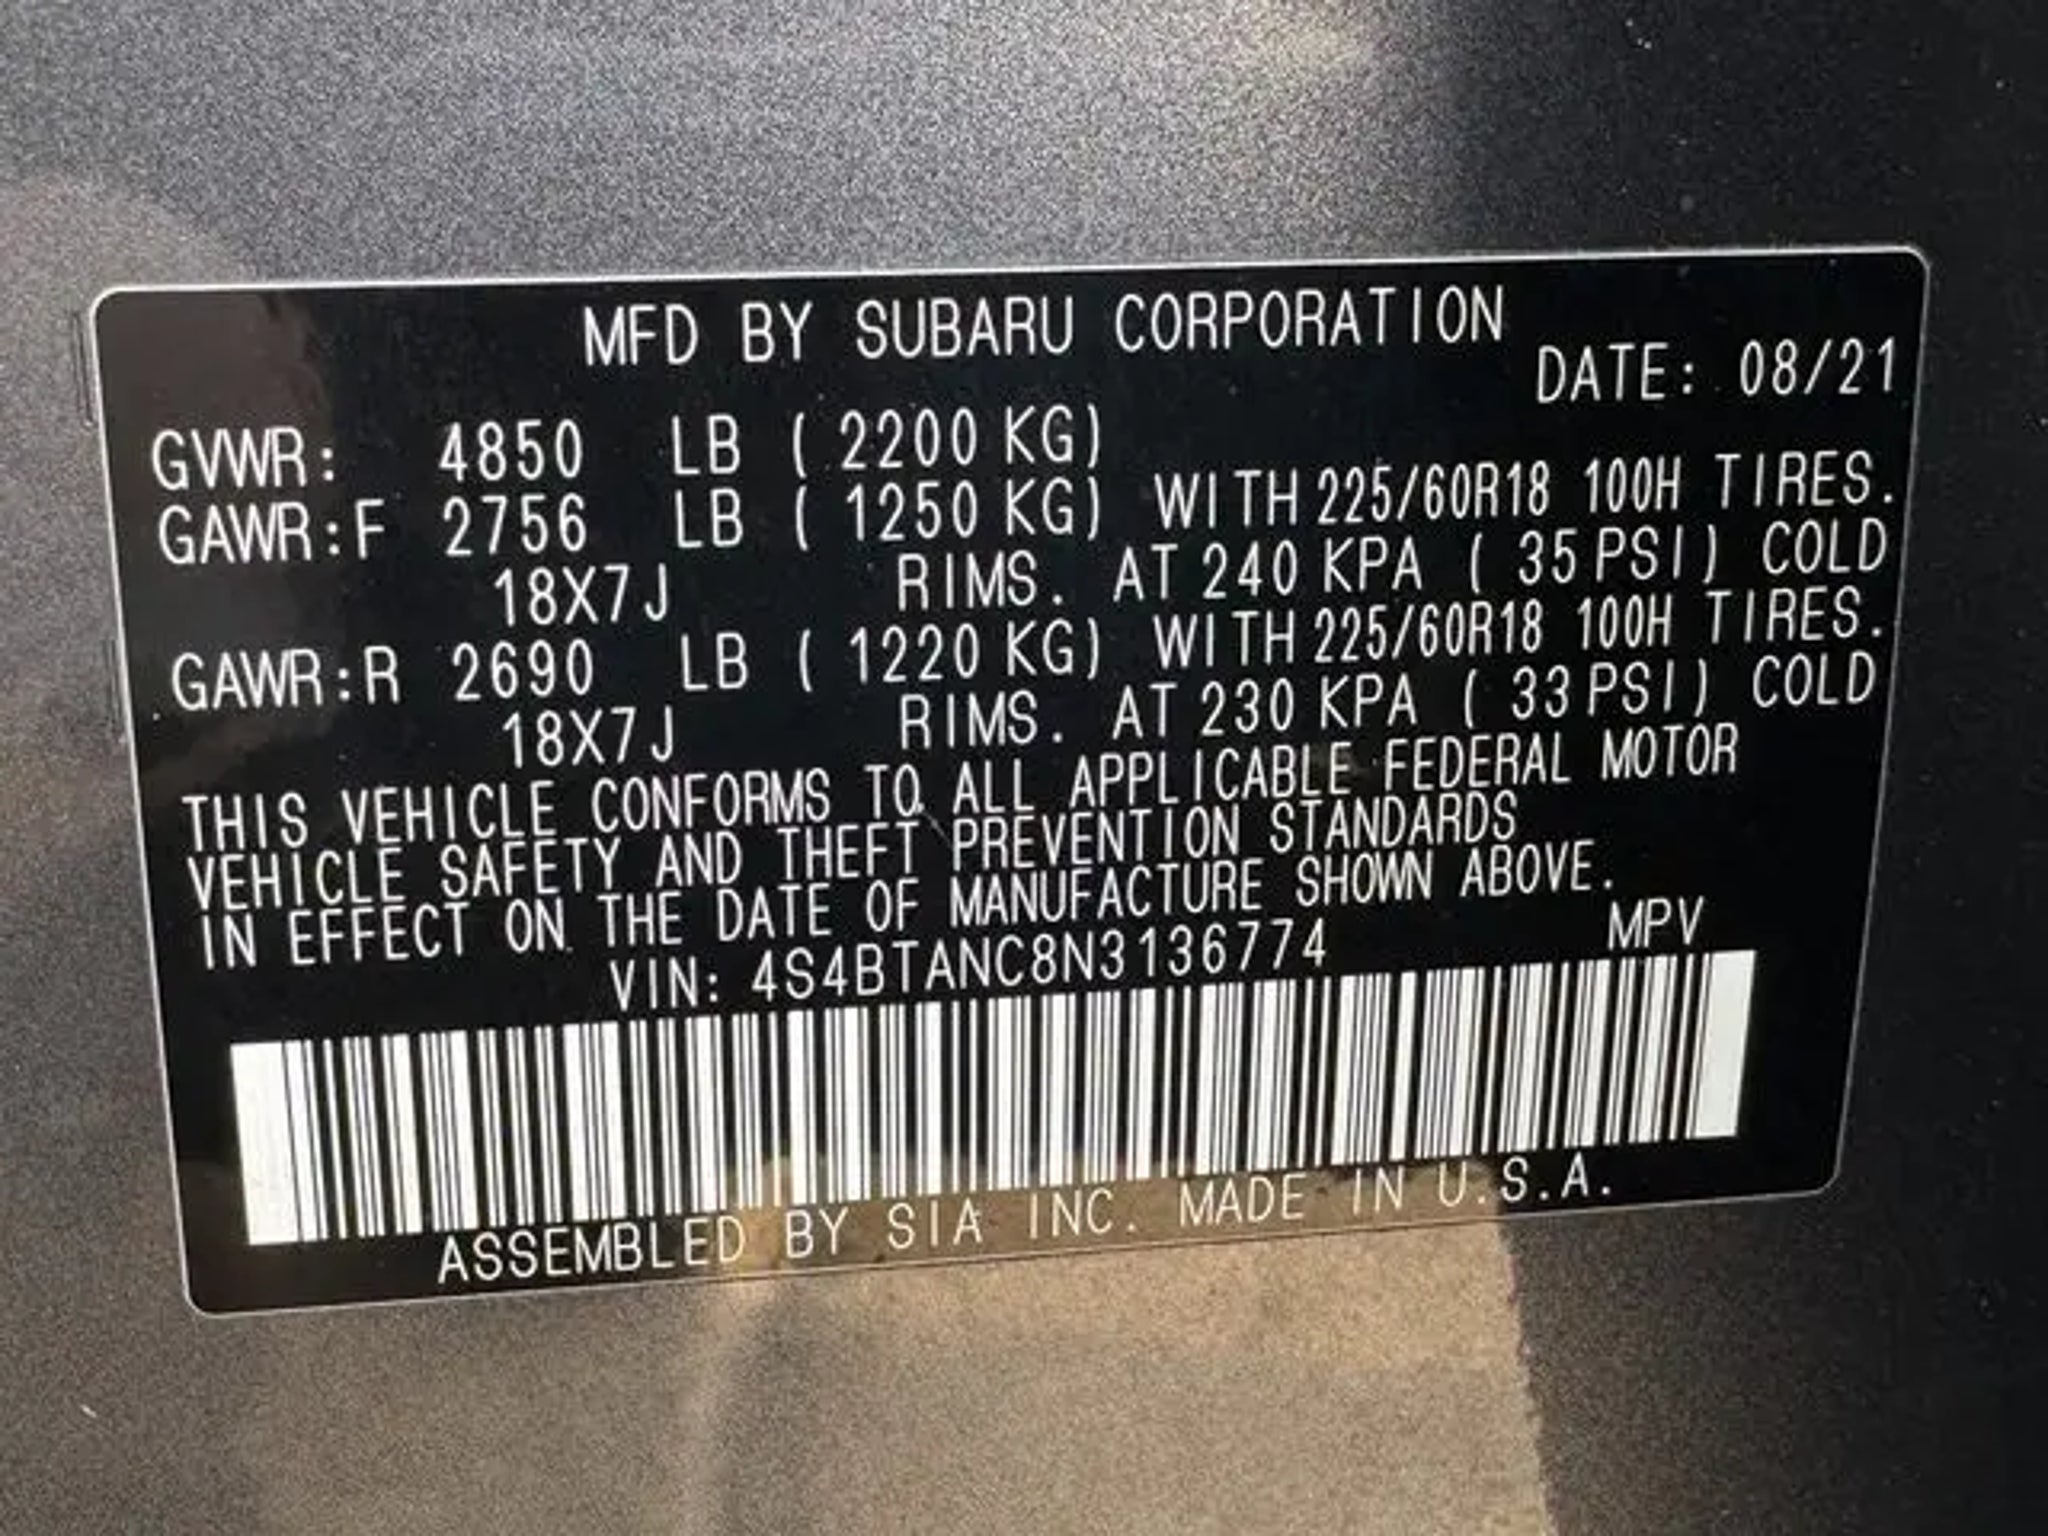 MFD BY SUBARU CORPORATION
DATE: 08/21
GVWR: 4850 LB ( 2200 KG)
GAWR:F 2756 LB ( 1250 KG) WITH 225/60R18 100H TIRES.
18X7J RIMS. AT 240 KPA ( 35 PSI) COLD
GAWR:R 2690 LB ( 1220 KG) WITH 225/60R18 100H TIRES.
18X7J RIMS. AT 230 KPA ( 33 PSI) COLD
THIS VEHICLE CONFORMS TO ALL APPLICABLE FEDERAL MOTOR
VEHICLE SAFETY AND THEFT PREVENTION STANDARDS
IN EFFECT ON THE DATE OF MANUFACTURE SHOWN ABOVE.
VIN: 4S4BTANC8N3136774 MPV
ASSEMBLED BY SIA INC. MADE IN U.S.A.